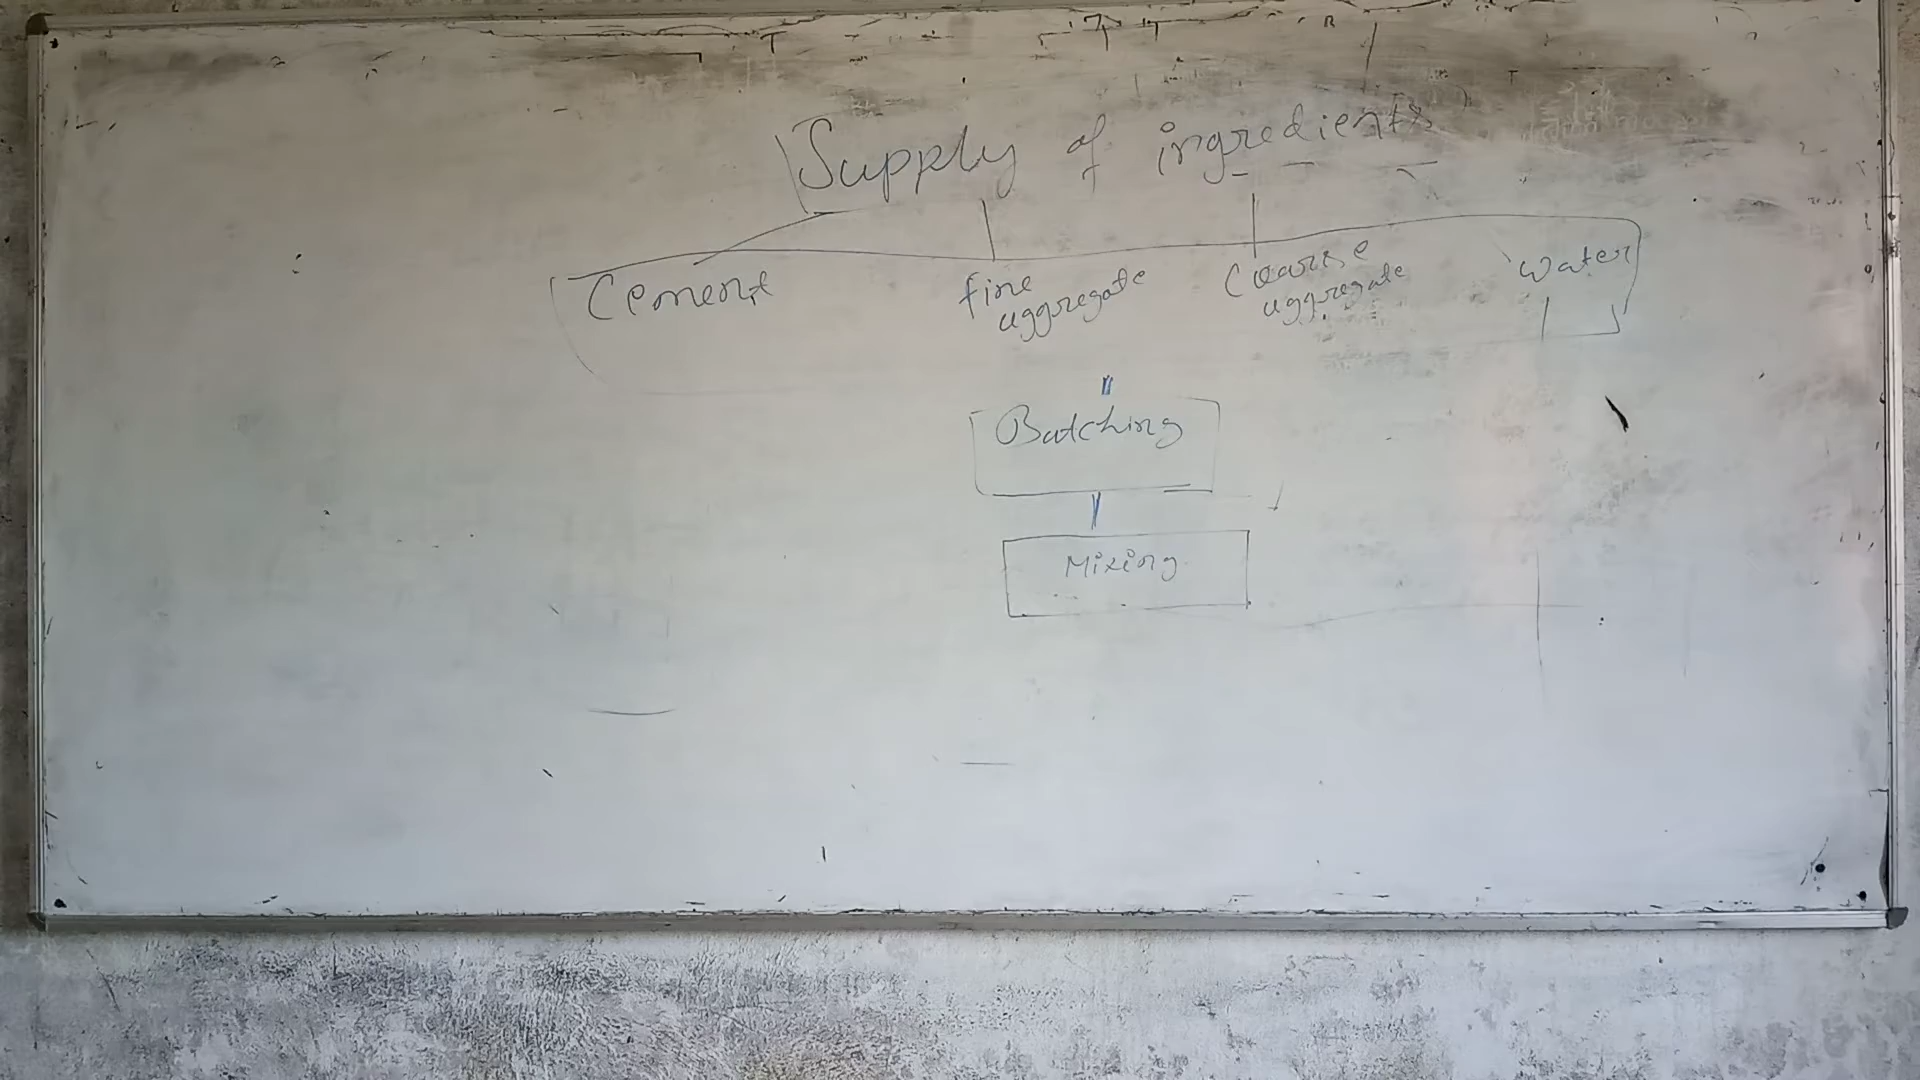 Supply of ingredients
Cement
fine
aggregate
Coarse
aggregate
water
Batching
Mixing